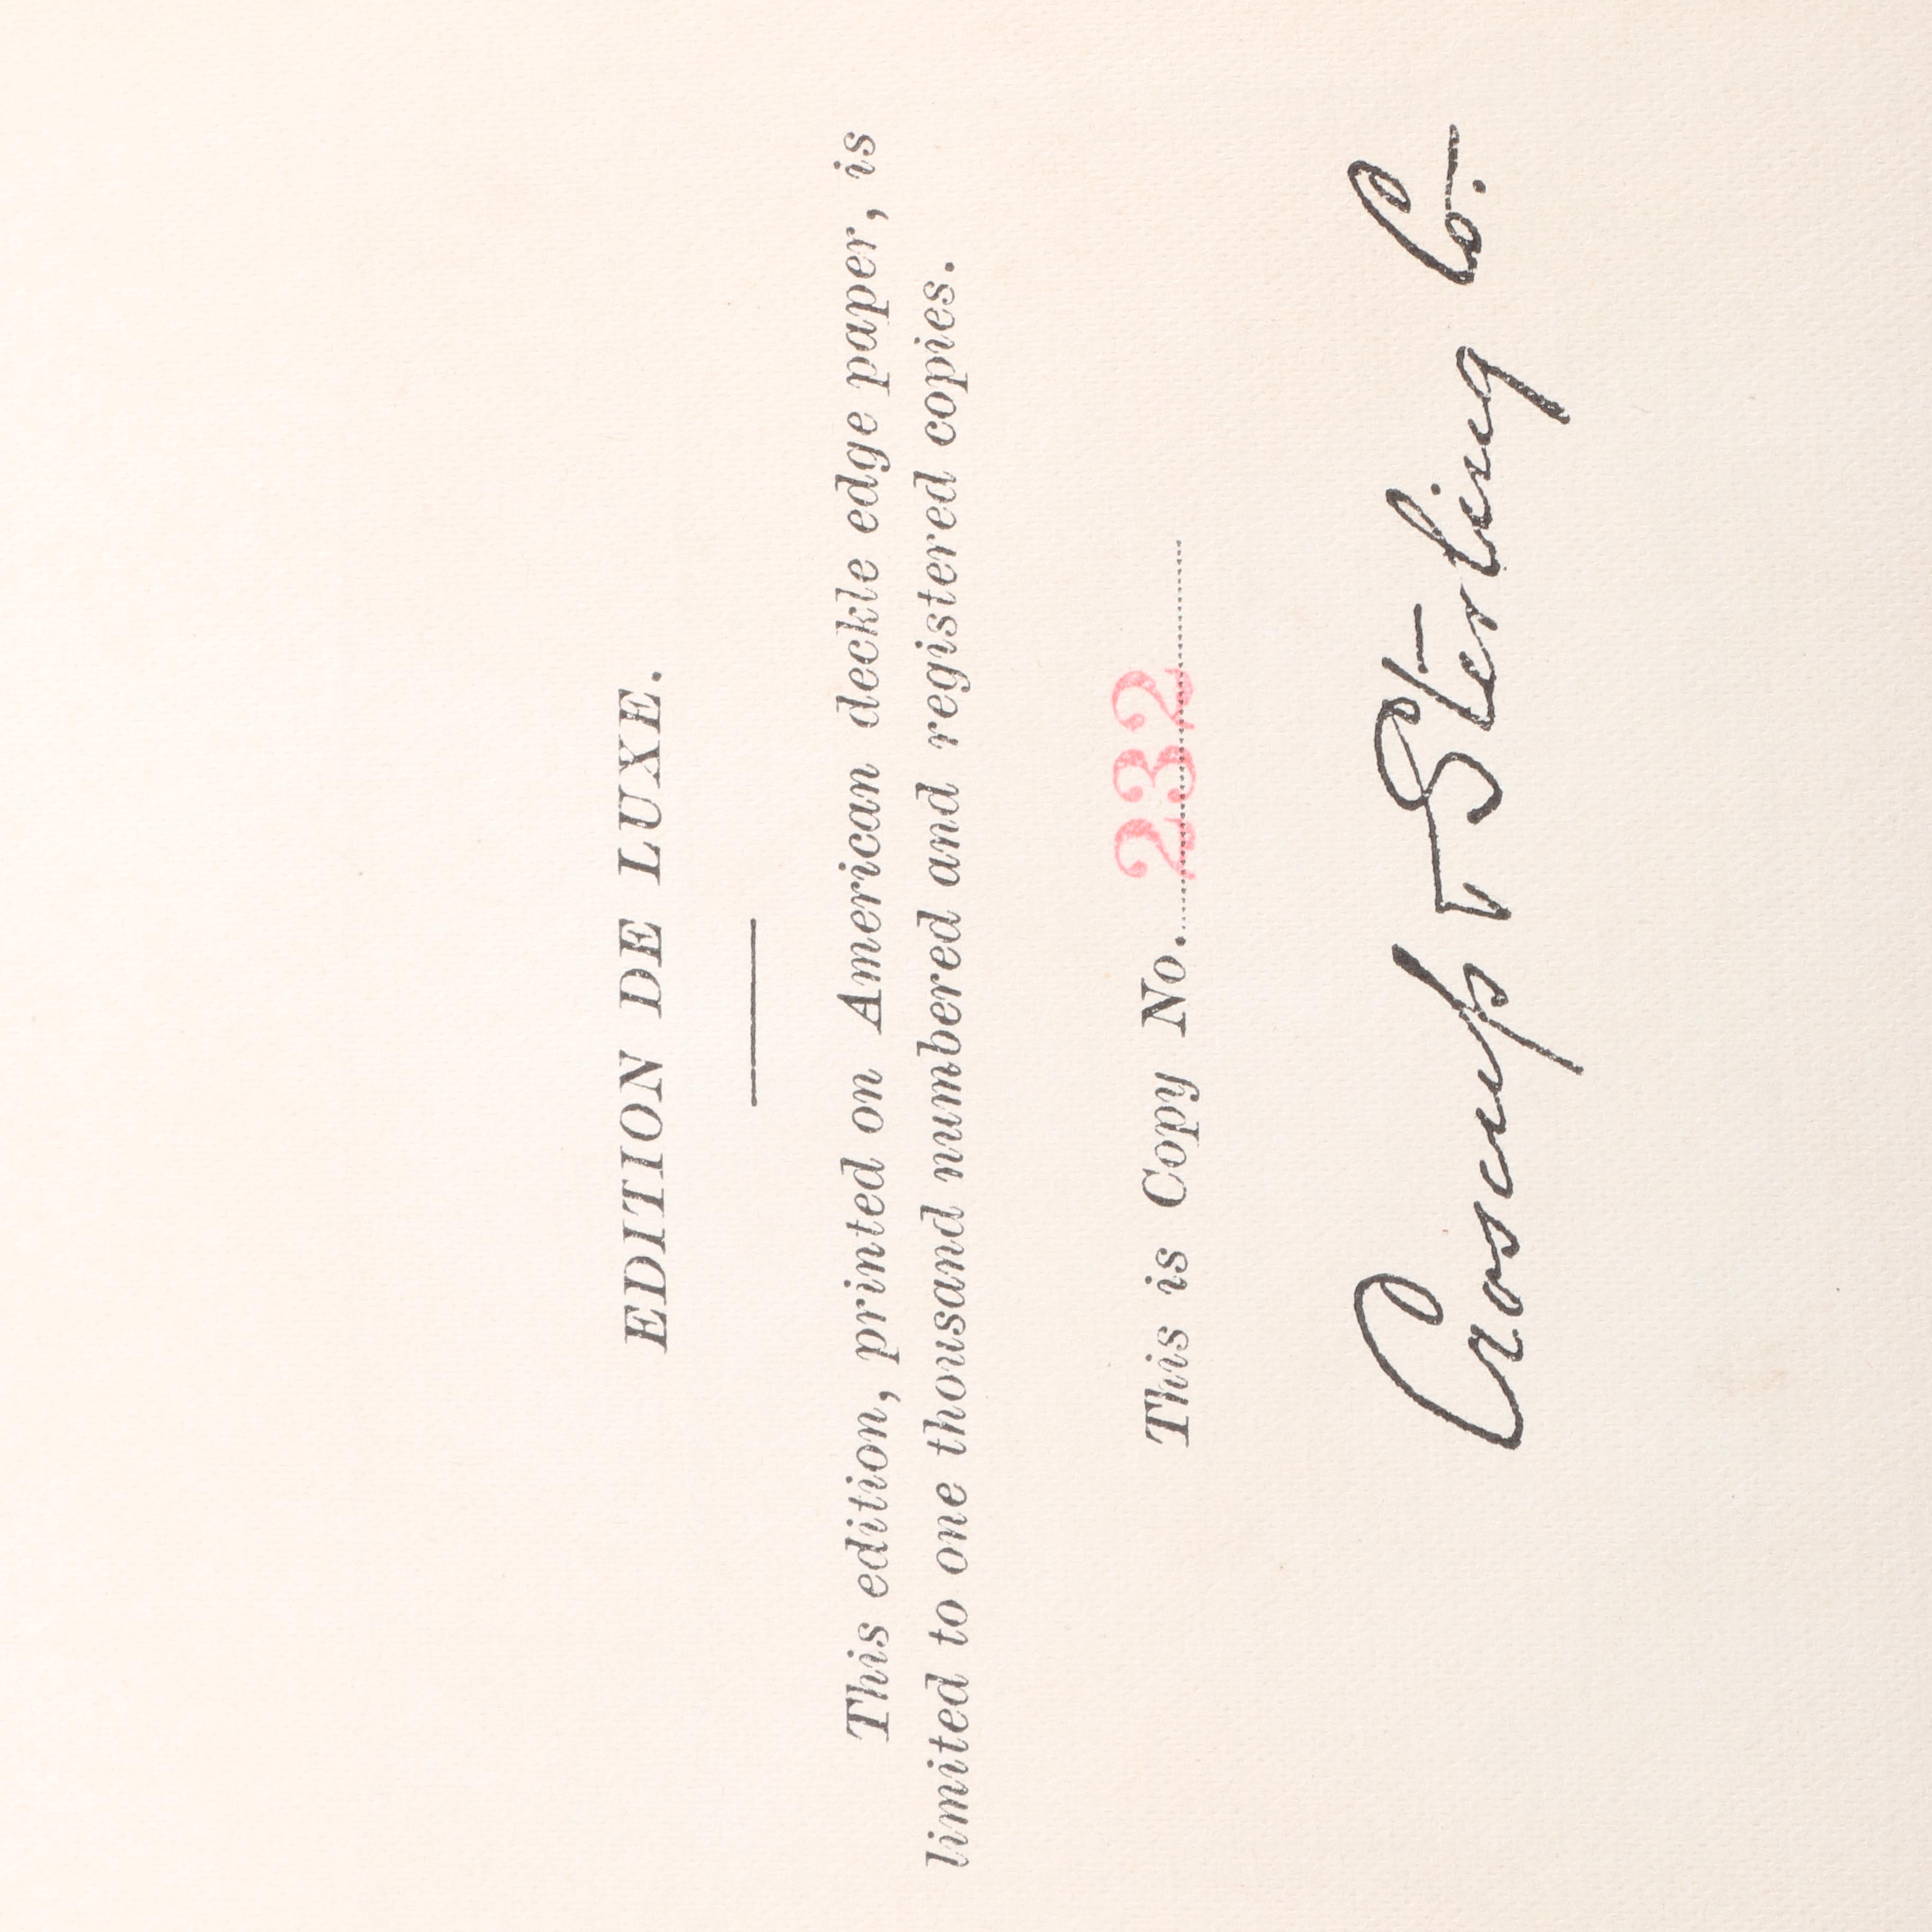 EDITION DE LUXE.
This edition, printed on American deckle edge paper, is
limited to one thousand numbered and registered copies.
This is Copy No. 232
Croscup & Sterling Co.